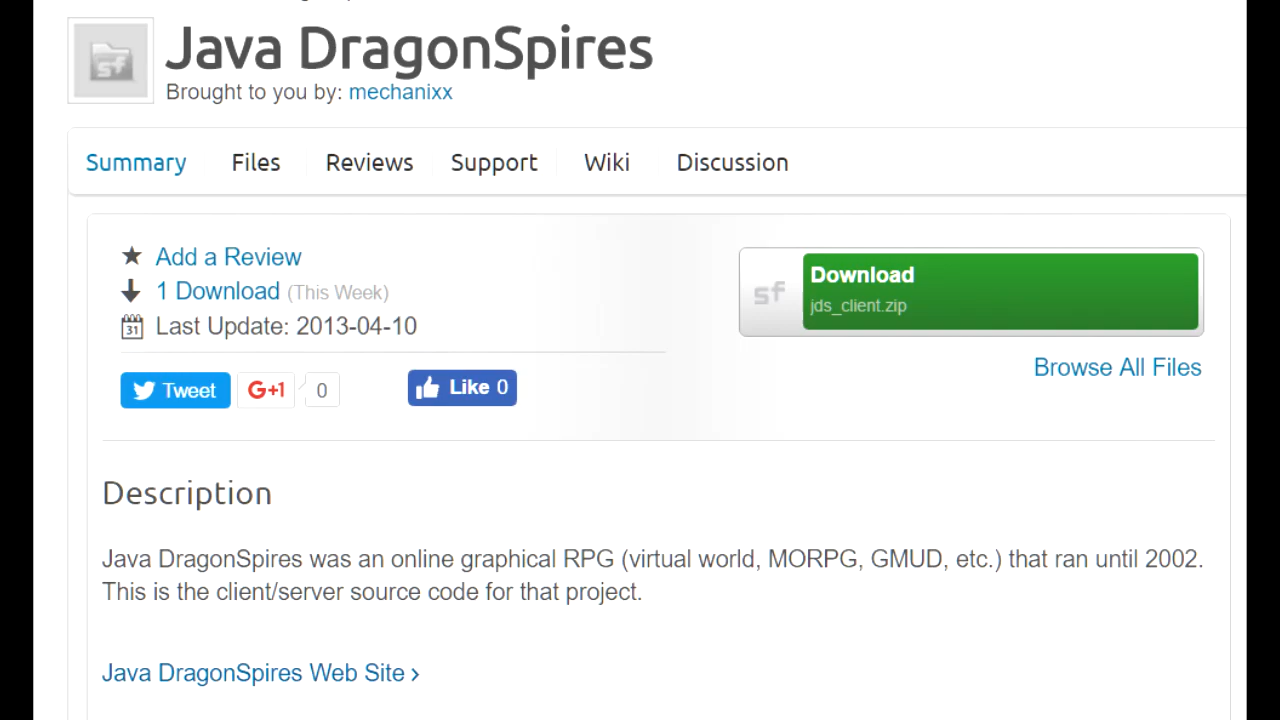 Java DragonSpires
Brought to you by: mechanixx
Summary Files Reviews Support Wiki Discussion
Add a Review
1 Download (This Week)
31 Last Update: 2013-04-10
sf Download
jds_client.zip
Browse All Files
Tweet G+1 0 Like 0
Description
Java DragonSpires was an online graphical RPG (virtual world, MORPG, GMUD, etc.) that ran until 2002.
This is the client/server source code for that project.
Java DragonSpires Web Site ›